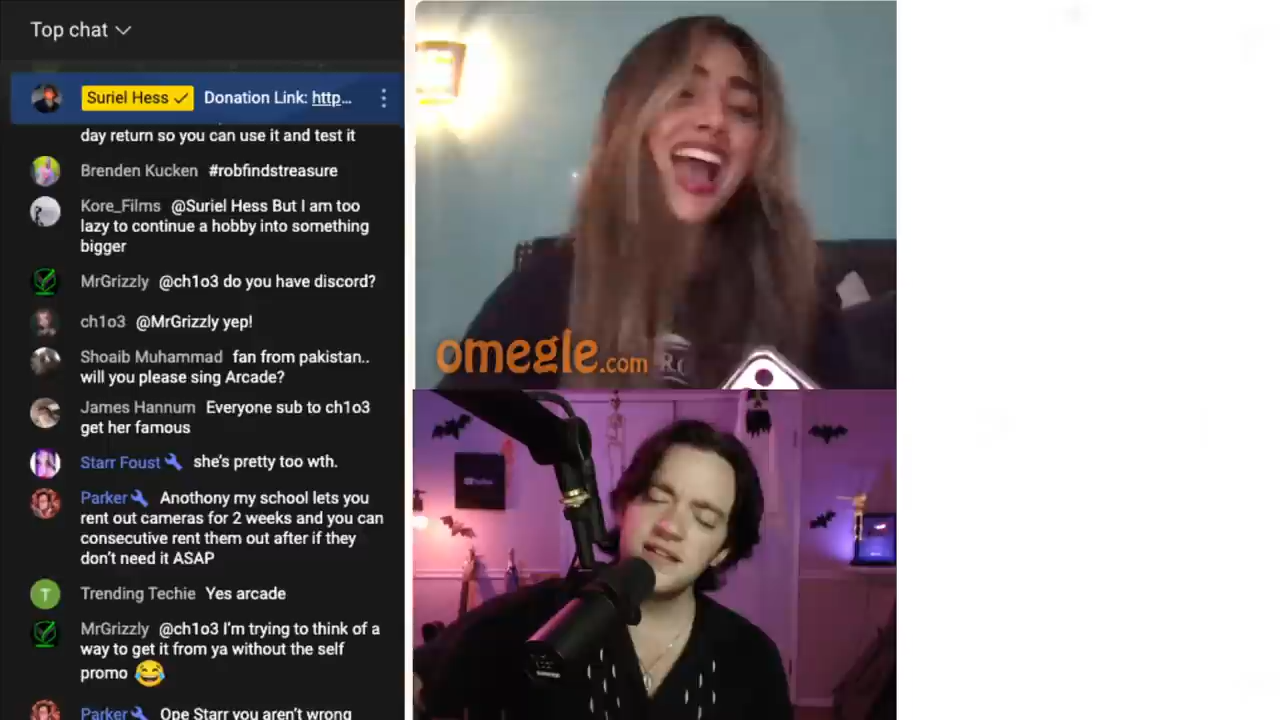 Top chat
Suriel Hess Donation Link: http...
day return so you can use it and test it
Brenden Kucken #robfindstreasure
Kore_Films @Suriel Hess But I am too
lazy to continue a hobby into something
bigger
MrGrizzly @ch1o3 do you have discord?
ch1o3 @MrGrizzly yep!
Shoaib Muhammad fan from pakistan..
will you please sing Arcade?
James Hannum Everyone sub to ch1o3
get her famous
Starr Foust she's pretty too wth.
Parker Anothony my school lets you
rent out cameras for 2 weeks and you can
consecutive rent them out after if they
don't need it ASAP
T Trending Techie Yes arcade
MrGrizzly @ch1o3 I'm trying to think of a
way to get it from ya without the self
promo 😂
Parker Ope Starr you aren't wrong
omegle.com